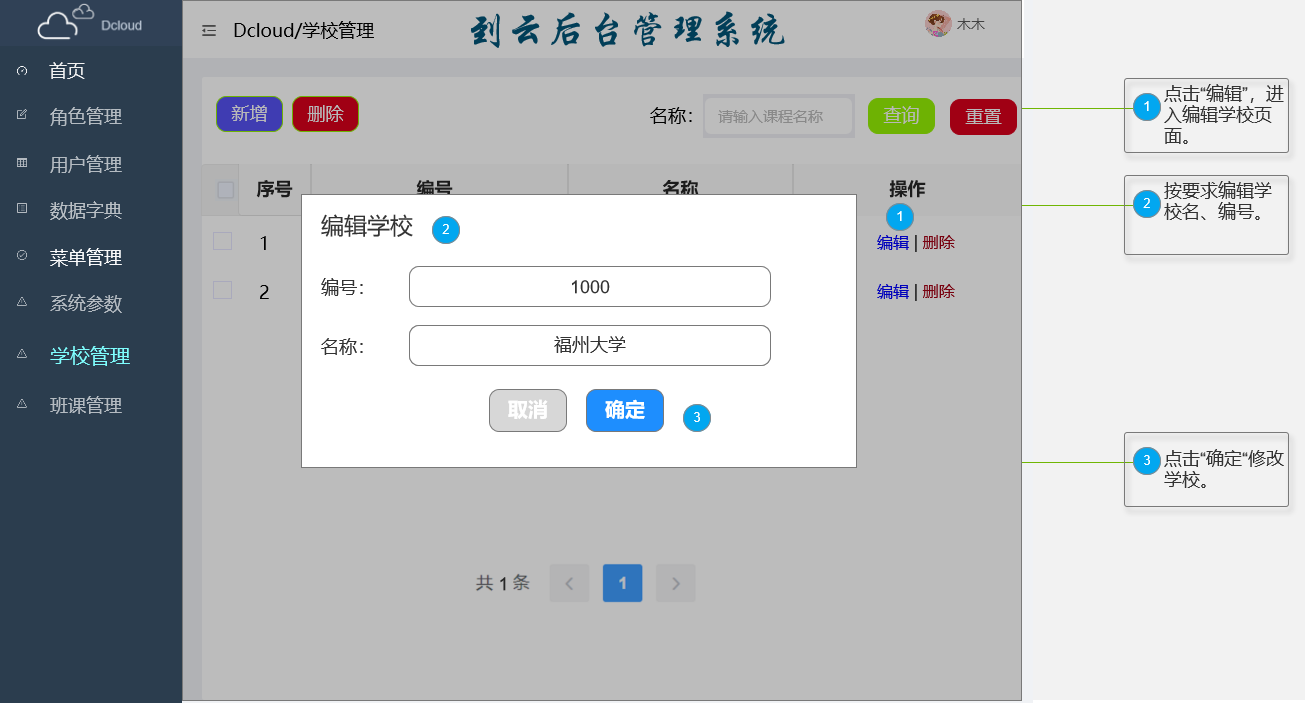 Dcloud
首页
角色管理
用户管理
数据字典
菜单管理
系统参数
学校管理
班课管理
Dcloud/学校管理
到云后台管理系统
木木
新增
删除
名称：
请输入课程名称
查询
重置
序号
编号
名称
操作
1
1
编辑 | 删除
2
编辑 | 删除
编辑学校
2
编号：
1000
名称：
福州大学
取消
确定
3
共 1 条
<
1
>
1
点击“编辑”，进
入编辑学校页
面。
2
按要求编辑学
校名、编号。
3
点击“确定“修改
学校。